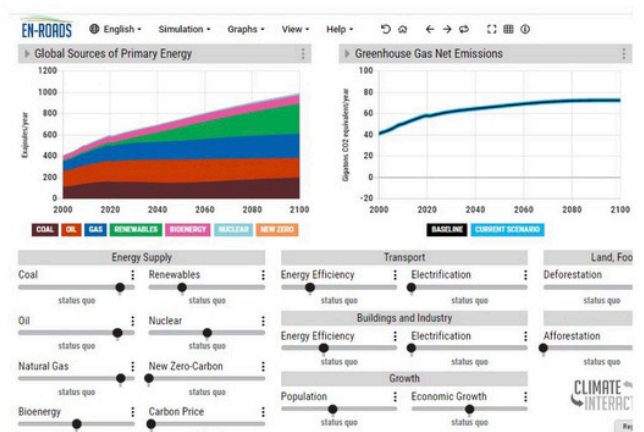 EN-ROADS English Simulation Graphs View Help
Global Sources of Primary Energy
Greenhouse Gas Net Emissions
1200
1000
800
600
400
200
0
Exajoules/year
2000 2020 2040 2060 2080 2100
COAL OIL GAS RENEWABLES BIOENERGY NUCLEAR NEW ZERO
100
80
60
40
20
0
-20
Gigatons CO2 equivalent/year
2000 2020 2040 2060 2080 2100
BASELINE CURRENT SCENARIO
Energy Supply
Coal Renewables
status quo status quo
Oil Nuclear
status quo status quo
Natural Gas New Zero-Carbon
status quo status quo
Bioenergy Carbon Price
Transport
Energy Efficiency Electrification
status quo status quo
Buildings and Industry
Energy Efficiency Electrification
status quo status quo
Growth
Population Economic Growth
status quo status quo
Land, Foo
Deforestation
status quo
Afforestation
status quo
CLIMATE
INTERAC